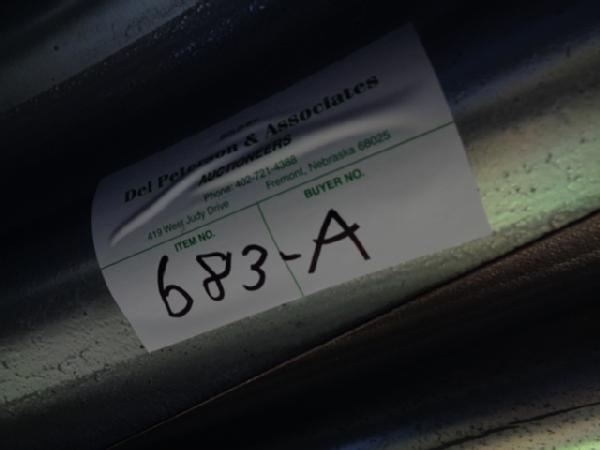 Del Peterson & Associates
AUCTIONEERS
Phone: 402-721-4388
419 West Judy Drive Fremont, Nebraska 68025
ITEM NO. BUYER NO.
683-A